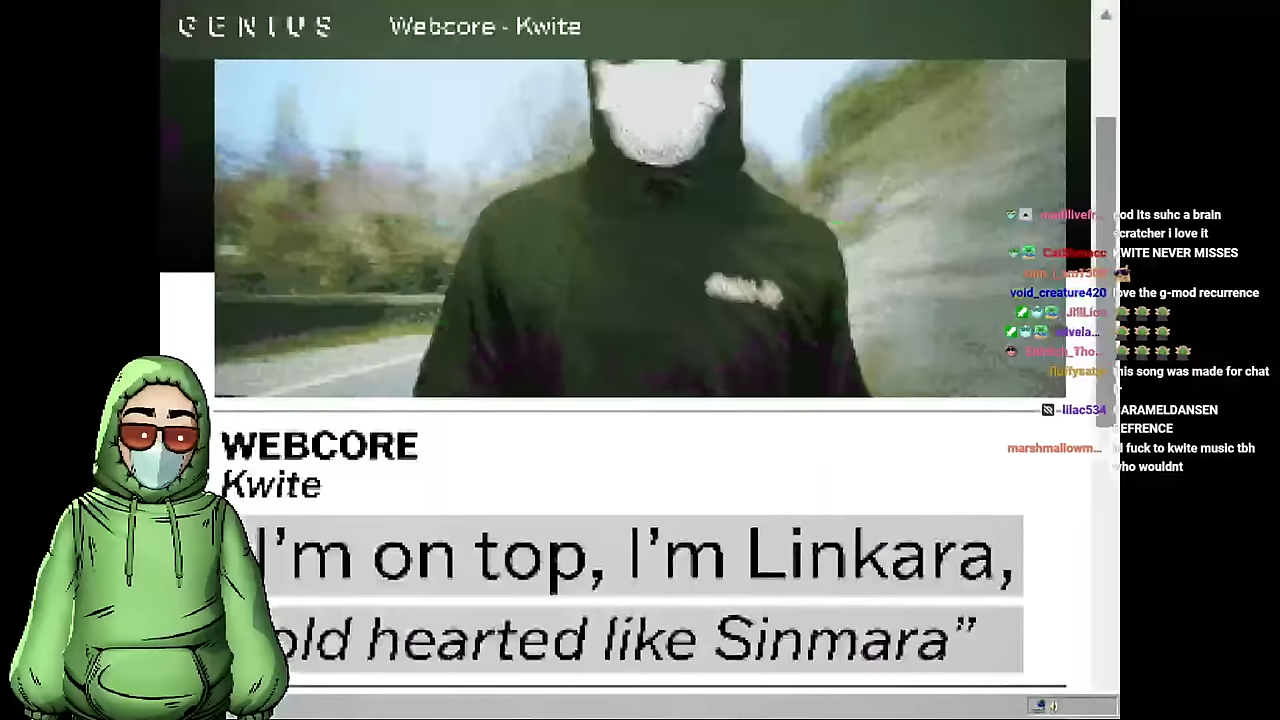 GENIUS
Webcore - Kwite
od its suhc a brain
scratcher i love it
WITE NEVER MISSES
void_creature420
ove the g-mod recurrence
his song was made for chat
lilac534
ARAMELDANSEN
EFRENCE
marshmallowm...
d fuck to kwite music tbh
who wouldnt
WEBCORE
Kwite
I'm on top, I'm Linkara,
old hearted like Sinmara”